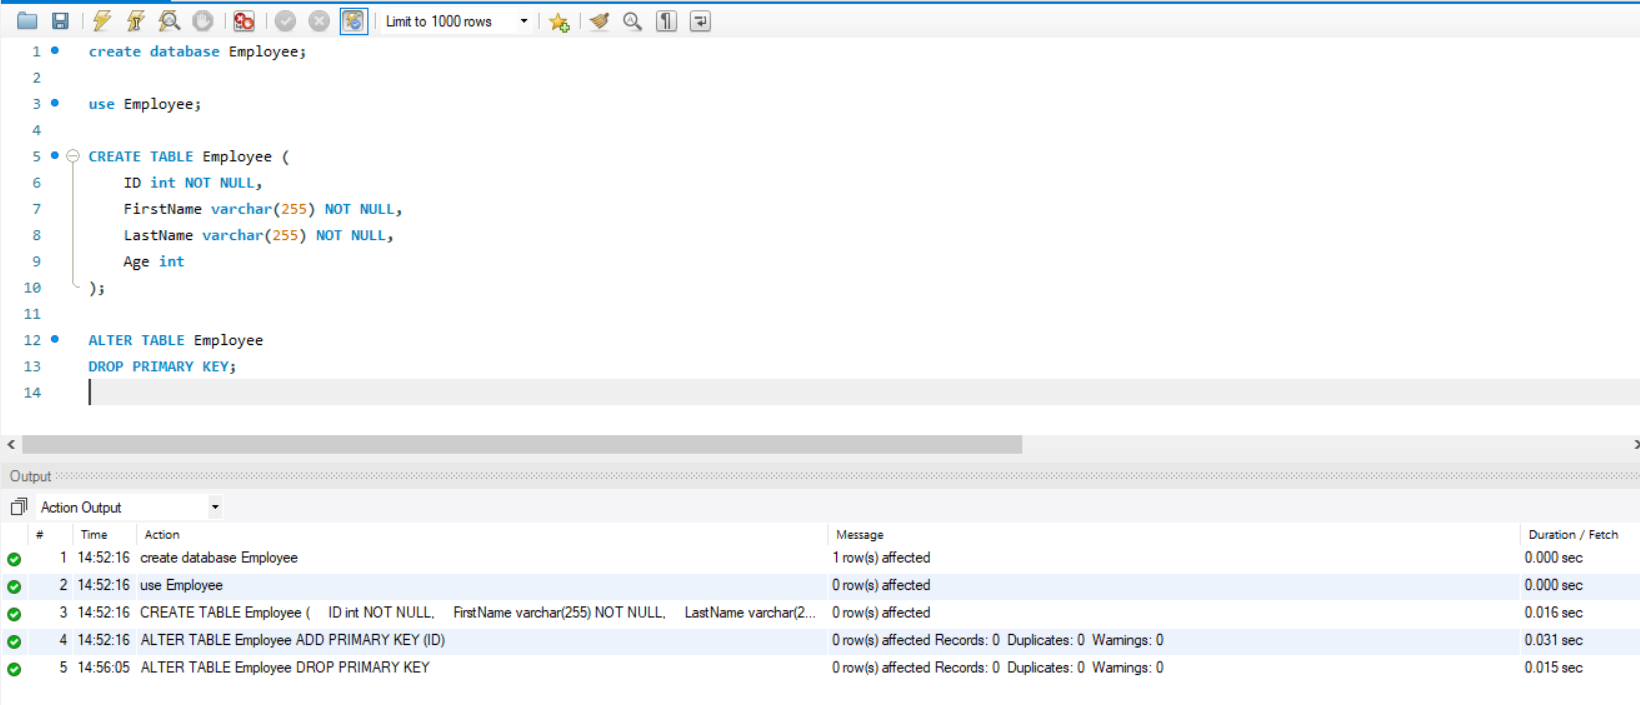 Limit to 1000 rows
1 create database Employee;
2
3 use Employee;
4
5 CREATE TABLE Employee (
6 ID int NOT NULL,
7 FirstName varchar(255) NOT NULL,
8 LastName varchar(255) NOT NULL,
9 Age int
10 );
11
12 ALTER TABLE Employee
13 DROP PRIMARY KEY;
14
Output
Action Output
# Time Action Message Duration / Fetch
1 14:52:16 create database Employee 1 row(s) affected 0.000 sec
2 14:52:16 use Employee 0 row(s) affected 0.000 sec
3 14:52:16 CREATE TABLE Employee ( ID int NOT NULL, FirstName varchar(255) NOT NULL, LastName varchar(2... 0 row(s) affected 0.016 sec
4 14:52:16 ALTER TABLE Employee ADD PRIMARY KEY (ID) 0 row(s) affected Records: 0 Duplicates: 0 Warnings: 0 0.031 sec
5 14:56:05 ALTER TABLE Employee DROP PRIMARY KEY 0 row(s) affected Records: 0 Duplicates: 0 Warnings: 0 0.015 sec